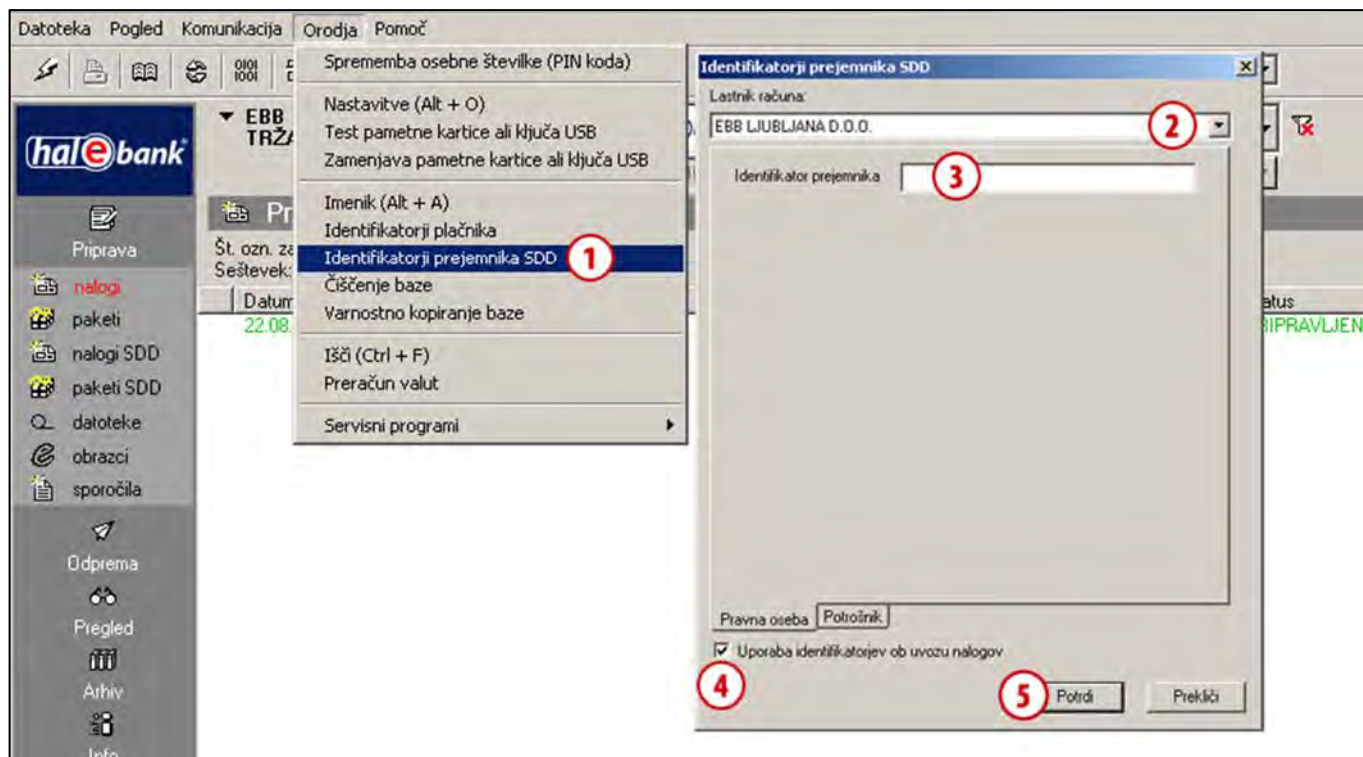 Datoteka Pogled Komunikacija Orodja Pomoč
Sprememba osebne številke (PIN koda)
Nastavitve (Alt + O)
Test pametne kartice ali ključa USB
Zamenjava pametne kartice ali ključa USB
Imenik (Alt + A)
Identifikatorji plačnika
Identifikatorji prejemnika SDD
1
Čiščenje baze
Varnostno kopiranje baze
Išči (Ctrl + F)
Preračun valut
Servisni programi
halebank
EBB
TRŽA
Pr
Št. ozn. za
Seštevek:
Datum
22.08.
atus
Priprava
nalogi
paketi
nalogi SDD
paketi SDD
datoteke
obrazci
sporočila
Odprema
Pregled
Arhiv
Info
Identifikatorji prejemnika SDD
Lastnik računa:
EBB LJUBLJANA D.O.O.
2
Identifikator prejemnika
3
Pravna oseba Potrošnik
Uporaba identifikatorjev ob uvozu nalogov
4
5
Potrdi Prekliči